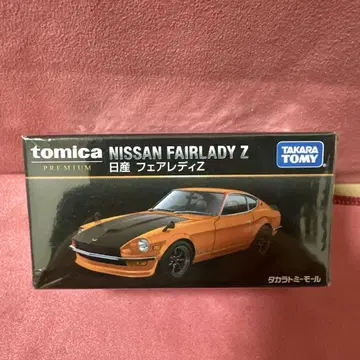 tomica
PREMIUM
NISSAN FAIRLADY Z
日産 フェアレディZ
TAKARA
TOMY
タカラトミーモール